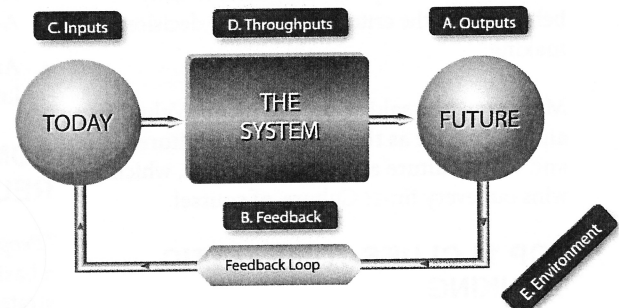 C. Inputs
D. Throughputs
A. Outputs
TODAY
THE
SYSTEM
FUTURE
B. Feedback
Feedback Loop
E. Environment